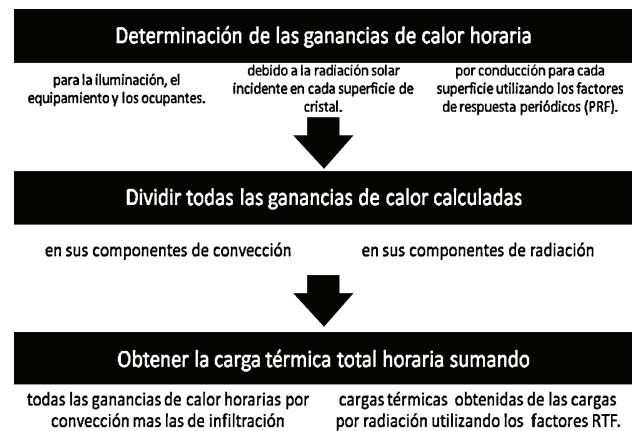 Determinación de las ganancias de calor horaria
para la iluminación, el
equipamiento y los ocupantes.
debido a la radiación solar
incidente en cada superficie de
cristal.
por conducción para cada
superficie utilizando los factores
de respuesta periódicos (PRF).
Dividir todas las ganancias de calor calculadas
en sus componentes de convección
en sus componentes de radiación
Obtener la carga térmica total horaria sumando
todas las ganancias de calor horarias por
convección mas las de infiltración
cargas térmicas obtenidas de las cargas
por radiación utilizando los factores RTF.